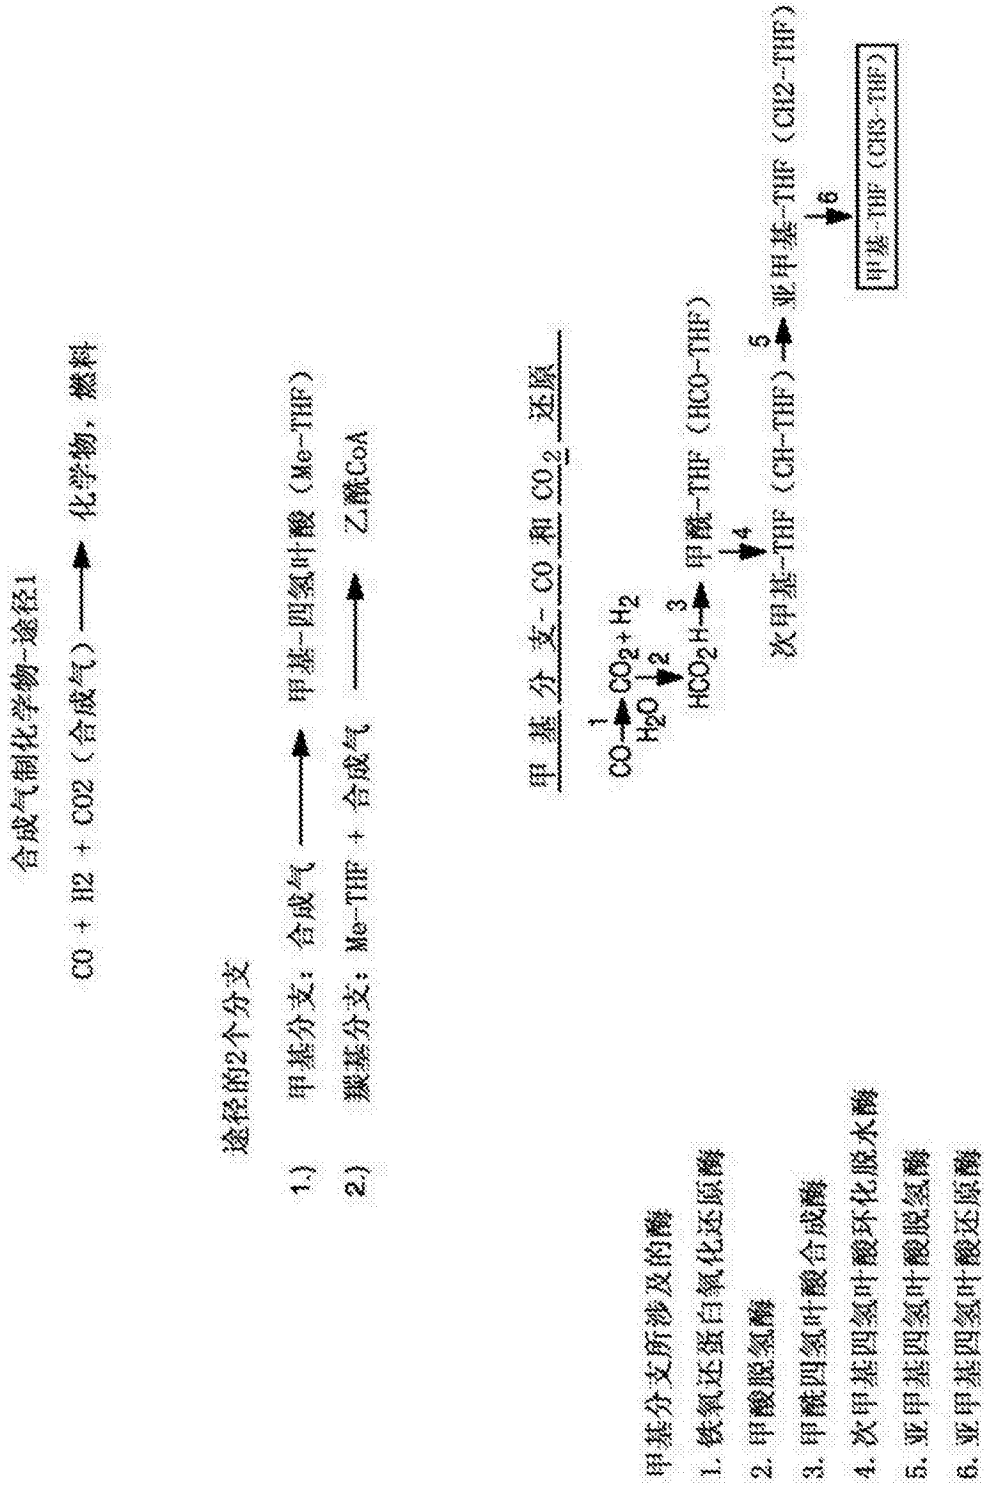 合成气制化学物-途径1
CO + H2 + CO2 (合成气) → 化学物, 燃料
途径的2个分支
1.) 甲基分支: 合成气 → 甲基-四氢叶酸 (Me-THF)
2.) 羰基分支; Me-THF + 合成气 → 乙酰CoA
甲基分支-CO和CO₂还原
1
CO → CO₂+H₂
H₂O ↓ 2
3
HCO₂H → 甲酰-THF (HCO-THF)
↓ 4
5
次甲基-THF (CH-THF) → 亚甲基-THF (CH2-THF)
↓ 6
甲基-THF (CH3-THF)
甲基分支所涉及的酶
1. 铁氧还蛋白氧化还原酶
2. 甲酸脱氢酶
3. 甲酰四氢叶酸合成酶
4. 次甲基四氢叶酸环化脱水酶
5. 亚甲基四氢叶酸脱氢酶
6. 亚甲基四氢叶酸还原酶